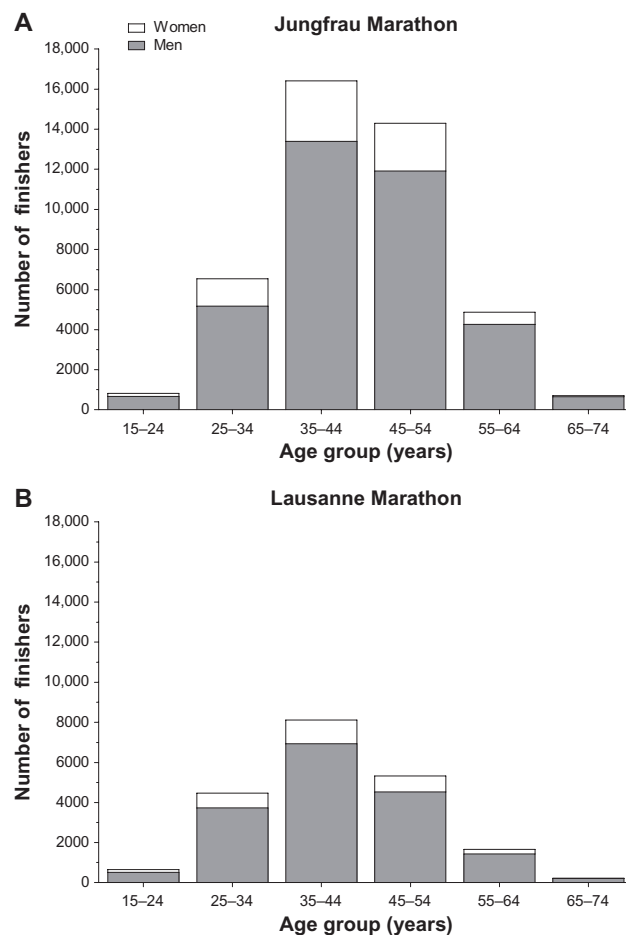 A
Jungfrau Marathon
Women
Men
18,000
16,000
14,000
12,000
10,000
8000
6000
4000
2000
0
Number of finishers
15–24 25–34 35–44 45–54 55–64 65–74
Age group (years)
B
Lausanne Marathon
18,000
16,000
14,000
12,000
10,000
8000
6000
4000
2000
0
Number of finishers
15–24 25–34 35–44 45–54 55–64 65–74
Age group (years)